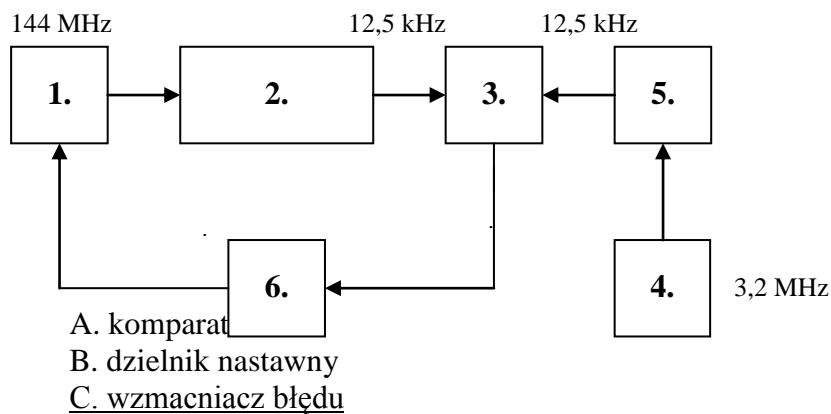 144 MHz 12,5 kHz 12,5 kHz
1. 2. 3. 5.
6. 4. 3,2 MHz
A. komparat
B. dzielnik nastawny
C. wzmacniacz błędu